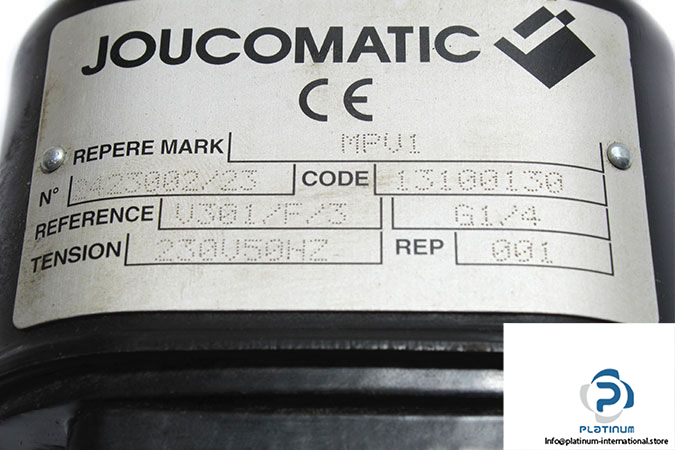 JOUCOMATIC
CE
REPERE MARK MPV1
N° 2423002/23 CODE 13100130
REFERENCE V301/F/3 G1/4
TENSION 230V50HZ REP 001
PLATINUM
Info@platinum-international.store